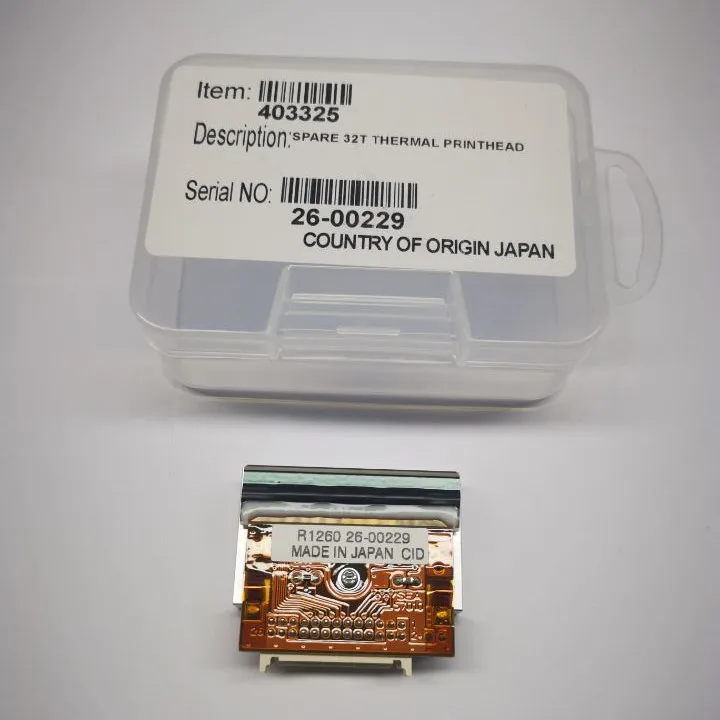 Item:
403325
Description: SPARE 32T THERMAL PRINTHEAD
Serial NO:
26-00229
COUNTRY OF ORIGIN JAPAN
R1260 26-00229
MADE IN JAPAN CID